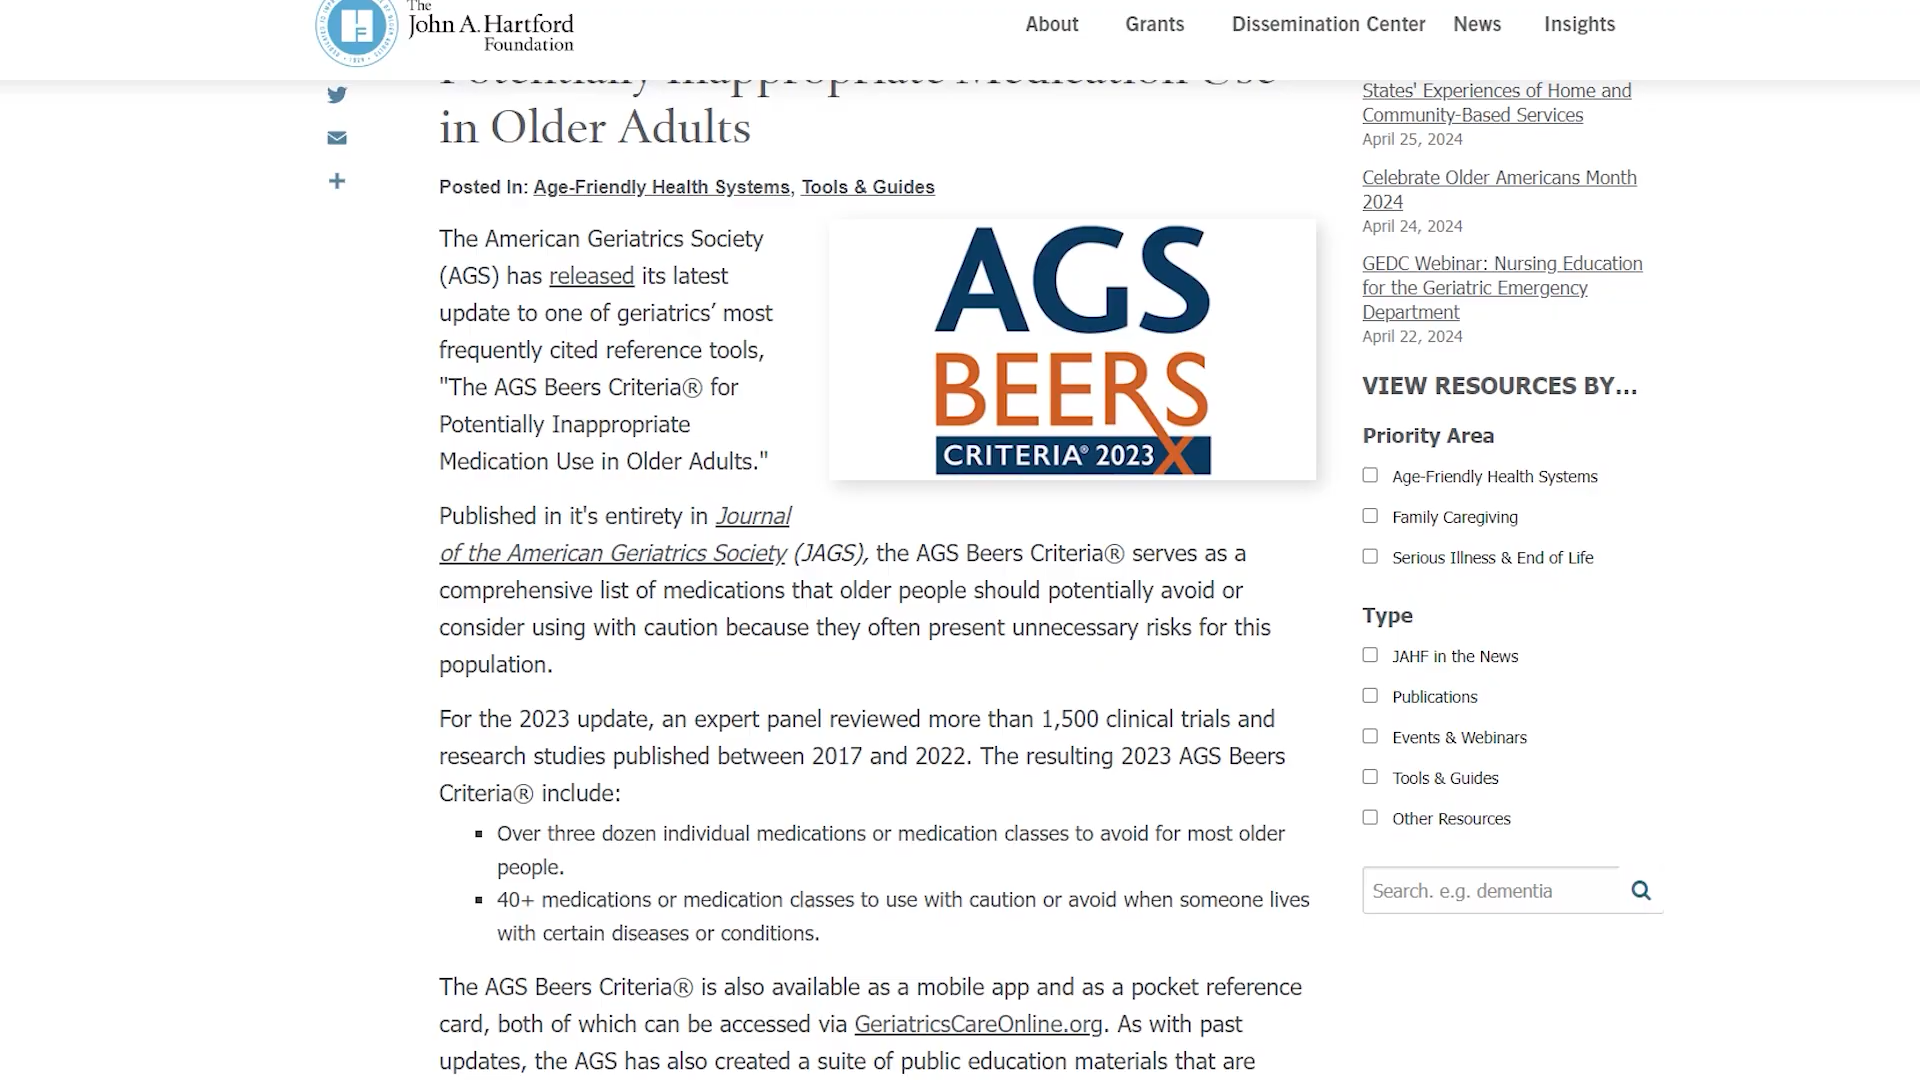 The
John A. Hartford
Foundation
About
Grants
Dissemination Center
News
Insights
Potentially Inappropriate Medication Use
in Older Adults
Posted In: Age-Friendly Health Systems, Tools & Guides
The American Geriatrics Society
(AGS) has released its latest
update to one of geriatrics’ most
frequently cited reference tools,
"The AGS Beers Criteria® for
Potentially Inappropriate
Medication Use in Older Adults."
AGS
BEERS
CRITERIA® 2023
Published in it's entirety in Journal
of the American Geriatrics Society (JAGS), the AGS Beers Criteria® serves as a
comprehensive list of medications that older people should potentially avoid or
consider using with caution because they often present unnecessary risks for this
population.
For the 2023 update, an expert panel reviewed more than 1,500 clinical trials and
research studies published between 2017 and 2022. The resulting 2023 AGS Beers
Criteria® include:
Over three dozen individual medications or medication classes to avoid for most older
people.
40+ medications or medication classes to use with caution or avoid when someone lives
with certain diseases or conditions.
The AGS Beers Criteria® is also available as a mobile app and as a pocket reference
card, both of which can be accessed via GeriatricsCareOnline.org. As with past
updates, the AGS has also created a suite of public education materials that are
States' Experiences of Home and
Community-Based Services
April 25, 2024
Celebrate Older Americans Month
2024
April 24, 2024
GEDC Webinar: Nursing Education
for the Geriatric Emergency
Department
April 22, 2024
VIEW RESOURCES BY...
Priority Area
Age-Friendly Health Systems
Family Caregiving
Serious Illness & End of Life
Type
JAHF in the News
Publications
Events & Webinars
Tools & Guides
Other Resources
Search. e.g. dementia